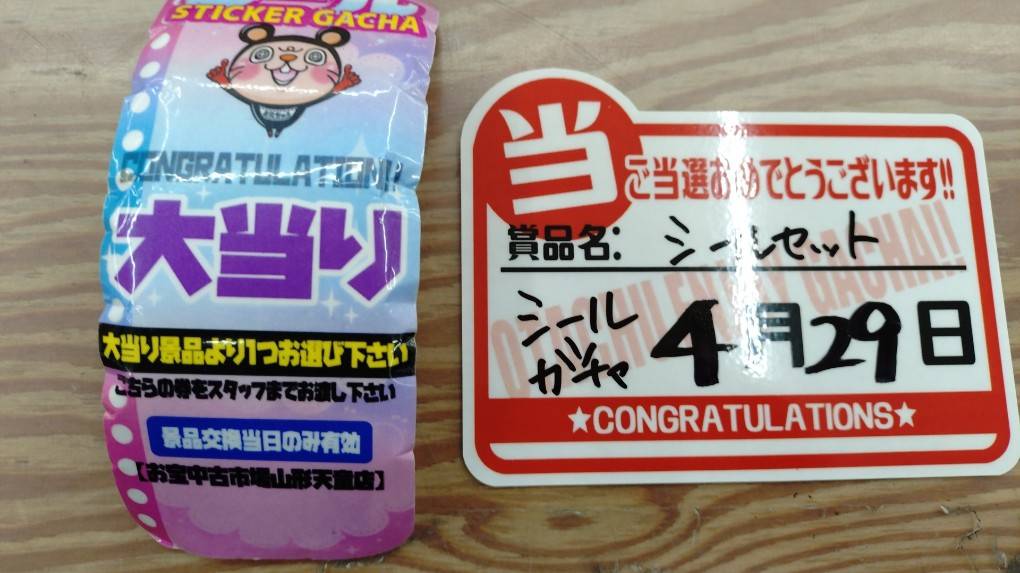 STICKER GACHA
CONGRATULATION!!
大当り
大当り景品より1つお選び下さい
こちらの券をスタッフまでお渡し下さい
景品交換当日のみ有効
【お宝中古市場山形天童店】
当
ご当選おめでとうございます!!
賞品名: シールセット
シール
ガチャ
4月29日
★CONGRATULATIONS★